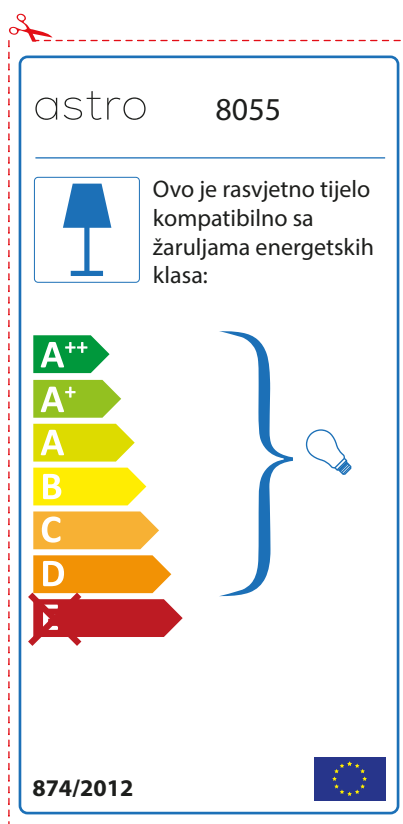 astro 8055
Ovo je rasvjetno tijelo
kompatibilno sa
žaruljama energetskih
klasa:
A++
A+
A
B
C
D
E
874/2012